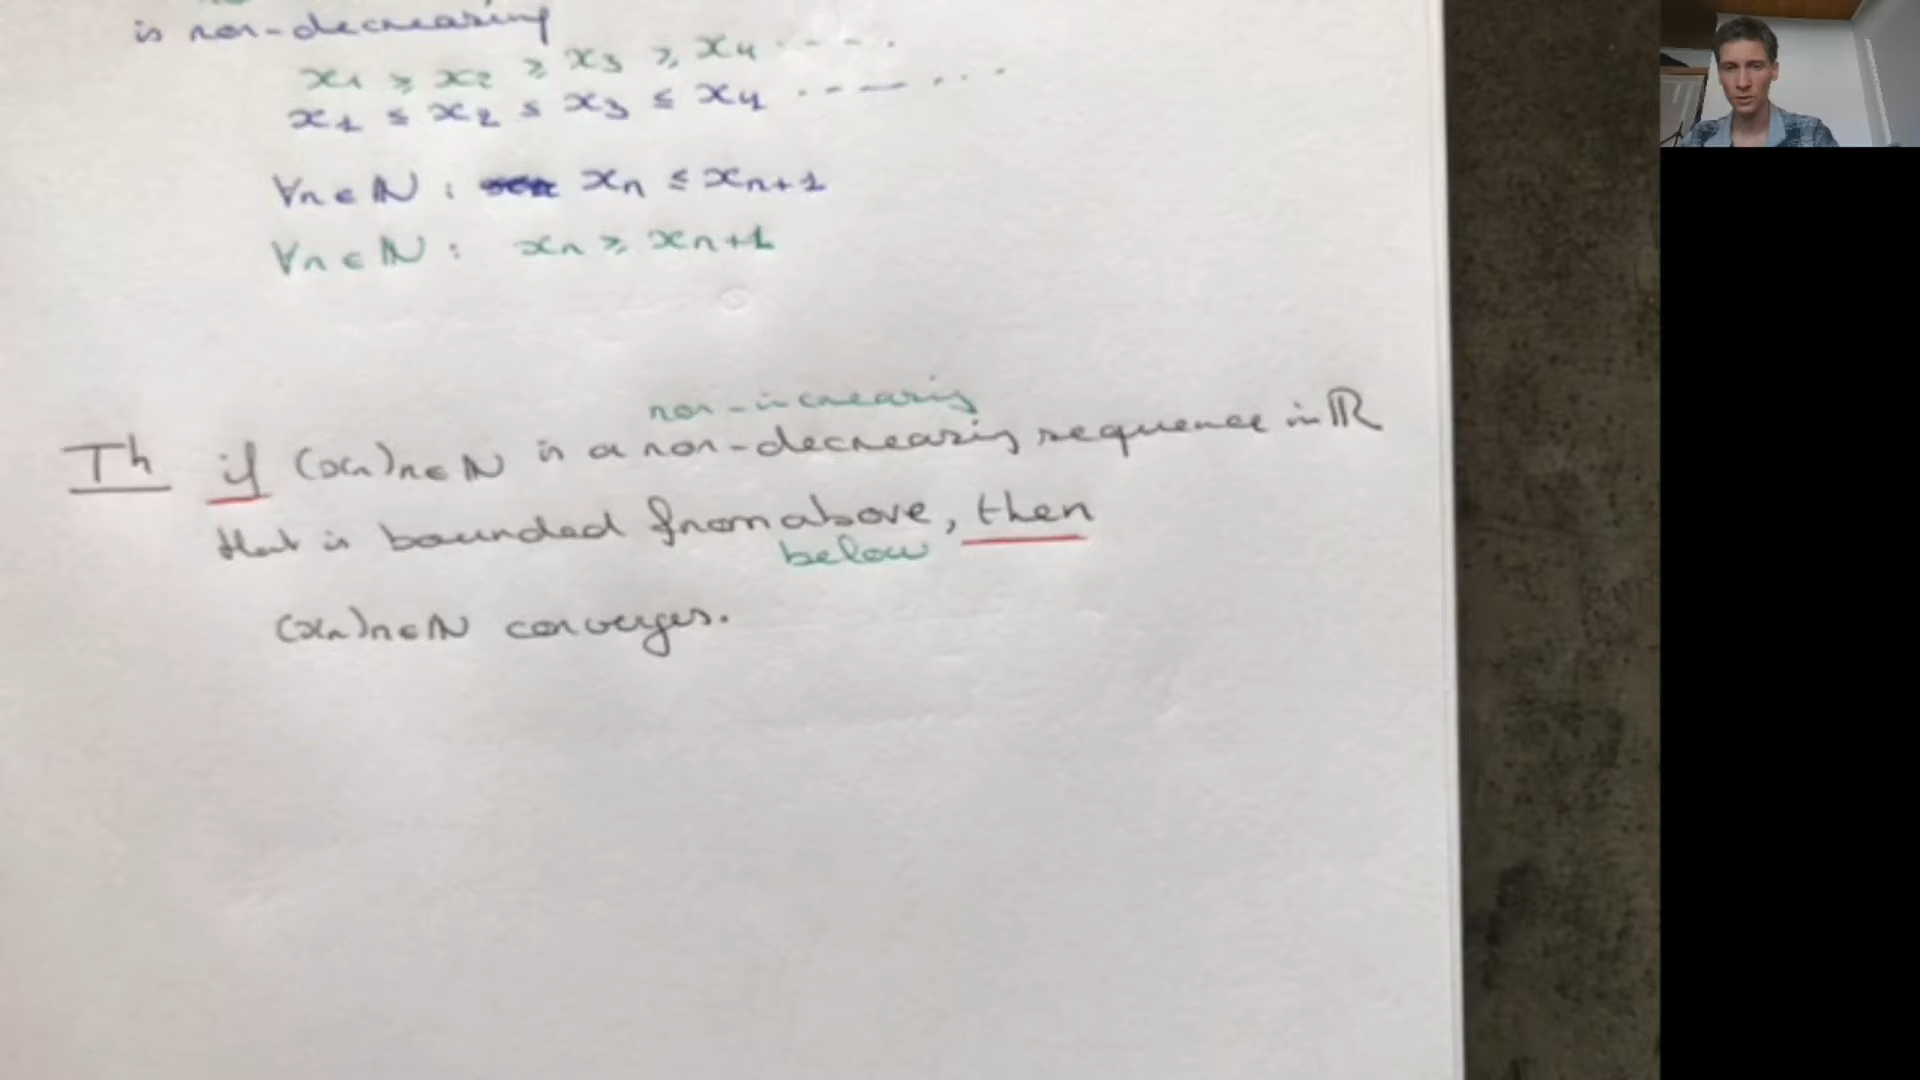 is non-decreasing
x₁ ≥ x₂ ≥ x₃ ≥ x₄ ----.
x₁ ≤ x₂ ≤ x₃ ≤ x₄ .----...
∀n∈ℕ : xₙ ≤ xₙ₊₁
∀n∈ℕ : xₙ ≥ xₙ₊₁
non-increasing
Th if (xₙ)n∈ℕ is a non-decreasing sequence in ℝ
that is bounded from above, then
below
(xₙ)n∈ℕ converges.